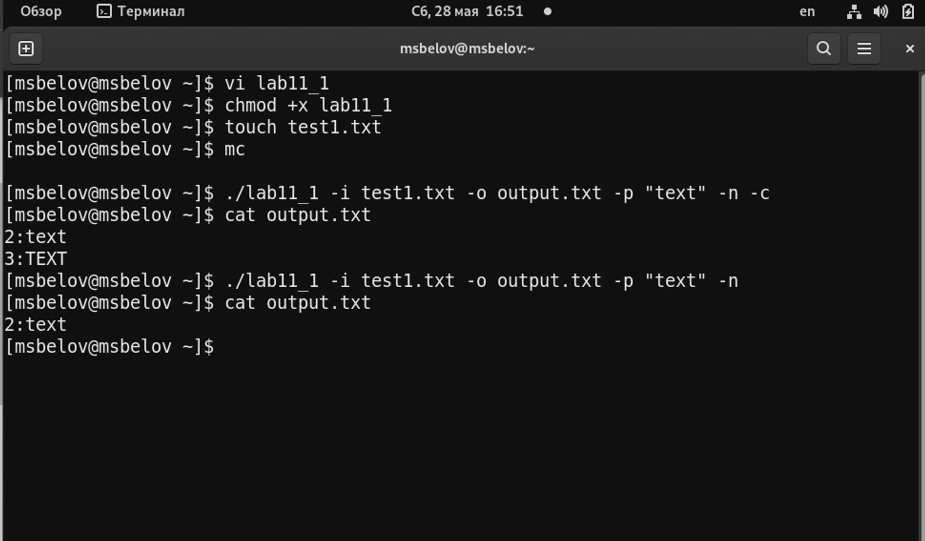 Обзор Терминал Сб, 28 мая 16:51 en
msbelov@msbelov:~
[msbelov@msbelov ~]$ vi lab11_1
[msbelov@msbelov ~]$ chmod +x lab11_1
[msbelov@msbelov ~]$ touch test1.txt
[msbelov@msbelov ~]$ mc
[msbelov@msbelov ~]$ ./lab11_1 -i test1.txt -o output.txt -p "text" -n -c
[msbelov@msbelov ~]$ cat output.txt
2:text
3:TEXT
[msbelov@msbelov ~]$ ./lab11_1 -i test1.txt -o output.txt -p "text" -n
[msbelov@msbelov ~]$ cat output.txt
2:text
[msbelov@msbelov ~]$